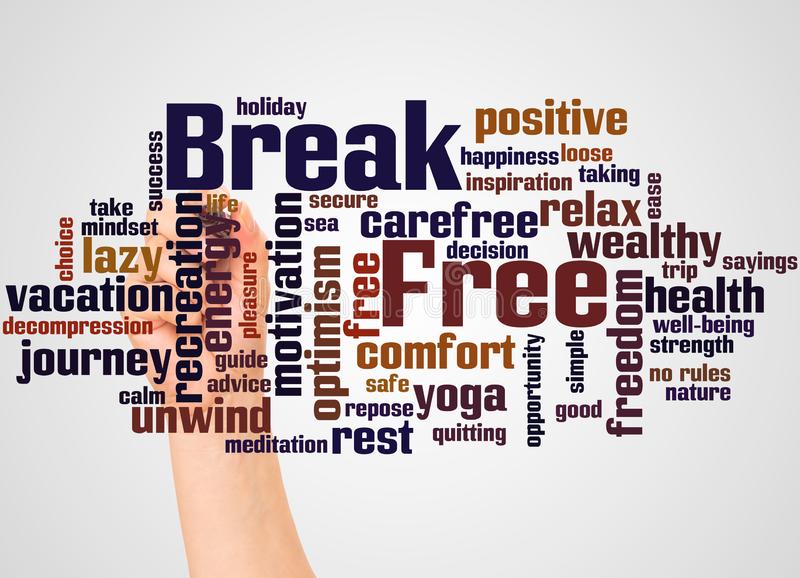 holiday
Break
positive
success
happiness
loose
inspiration
taking
life
secure
sea
carefree
relax
ease
take
mindset
choice
lazy
recreation
energy
pleasure
motivation
decision
wealthy
sayings
trip
vacation
optimism
free
Free
freedom
health
decompression
well-being
journey
guide
comfort
strength
opportunity
simple
no rules
calm
advice
safe
yoga
nature
unwind
repose
good
meditation
rest
quitting